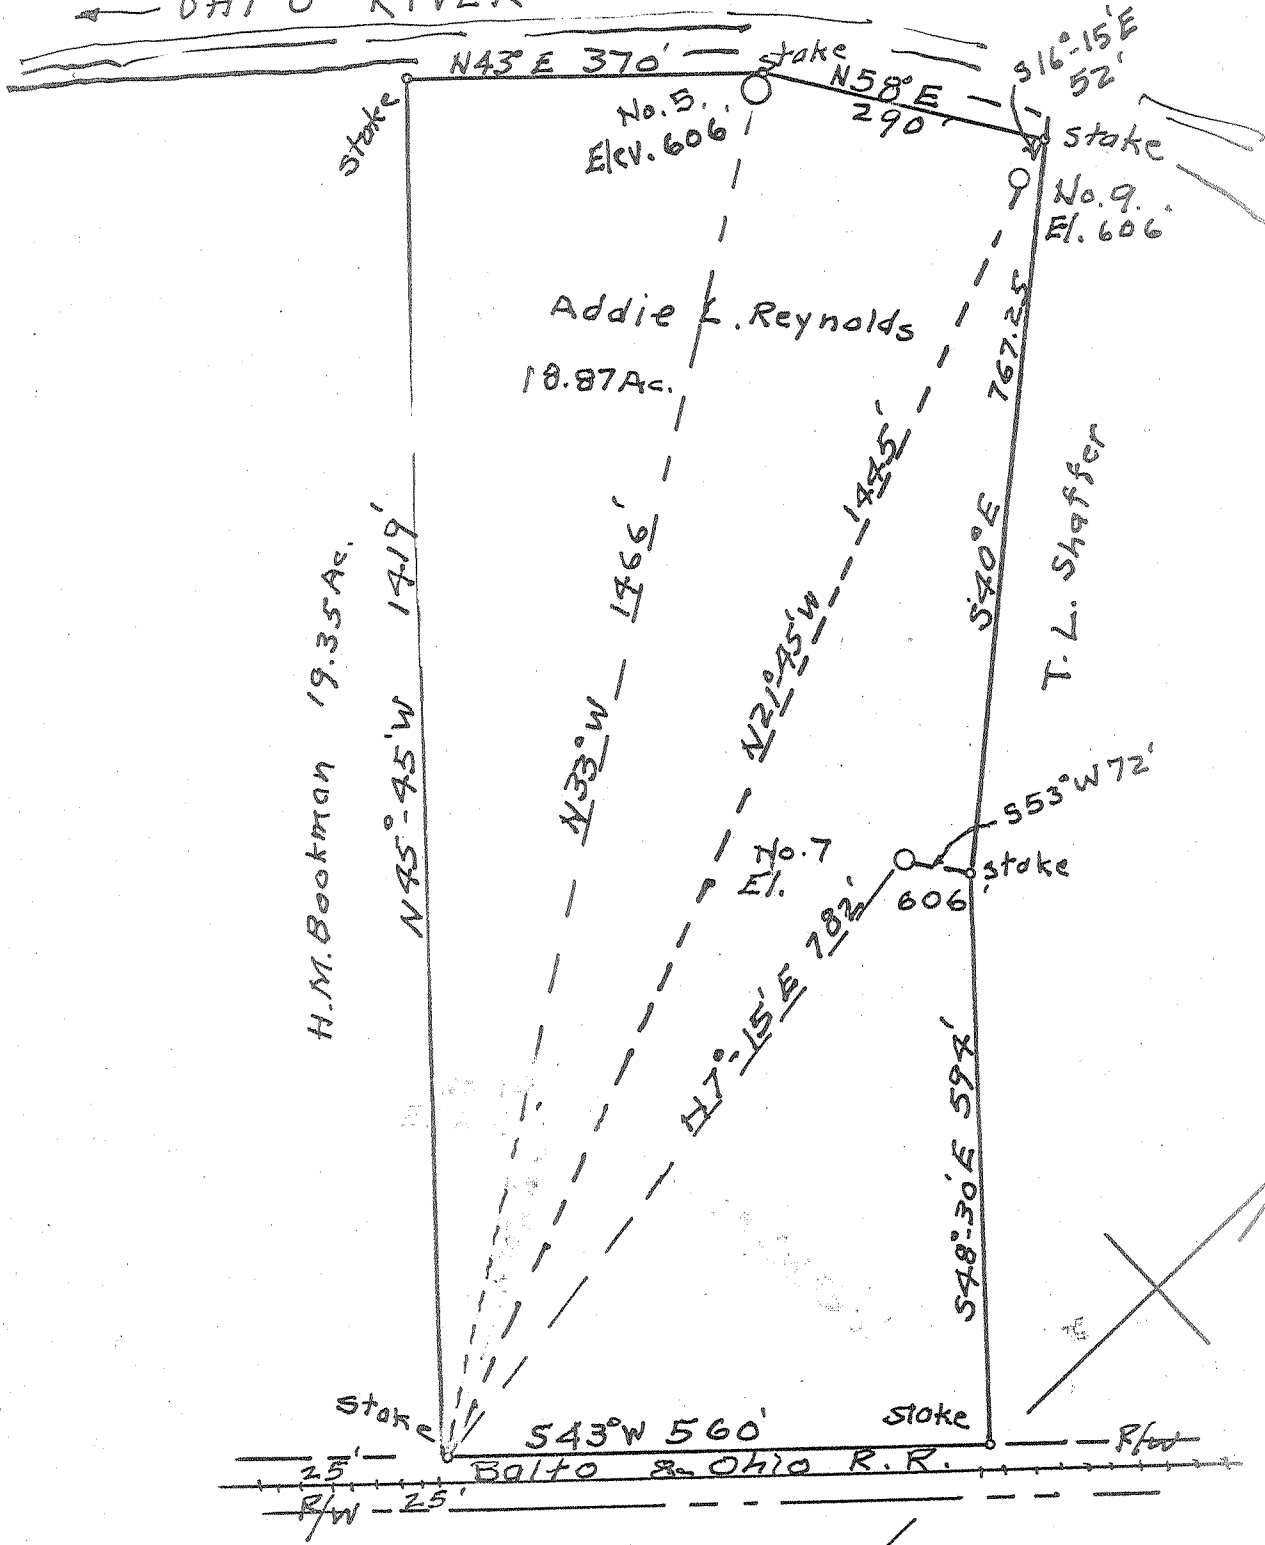 OHIO RIVER
N43°E 370'
stake
N58°E
290
S16°-15'E
52'
stake
stake
No. 5.
Elev. 606'
No. 9.
El. 606'
Addie L. Reynolds
18.87 Ac.
767.25
S40°E
T. L. Shaffer
1445'
N21°-45'W
1466'
N33°W
H.M. Bookman 19.35 Ac.
N45°-45'W 1419'
S53°W 72'
No. 7
El.
606'
stake
N7°-15'E 782'
S48°-30'E 594'
stake
S43°W 560'
stake
R/W
25'
Balto & Ohio R.R.
R/W 25'